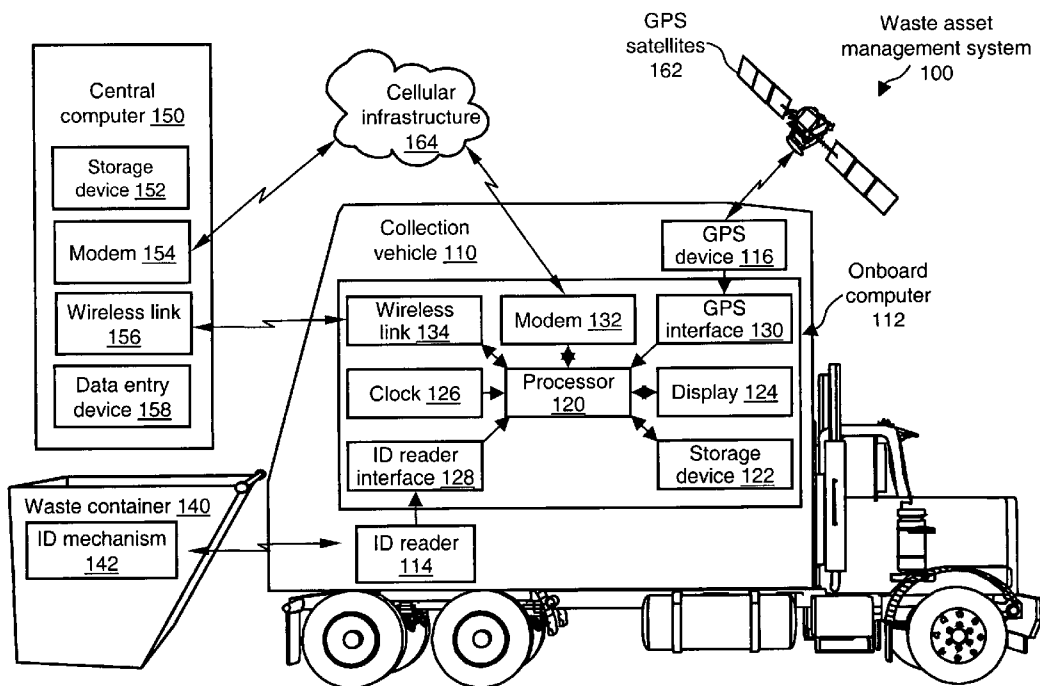 Central
computer 150
Storage
device 152
Modem 154
Wireless link
156
Data entry
device 158
Cellular
infrastructure
164
GPS
satellites
162
Waste asset
management system
100
Collection
vehicle 110
GPS
device 116
Onboard
computer
112
Wireless
link 134
Modem 132
GPS
interface 130
Clock 126
Processor
120
Display 124
ID reader
interface 128
Storage
device 122
Waste container 140
ID mechanism
142
ID reader
114